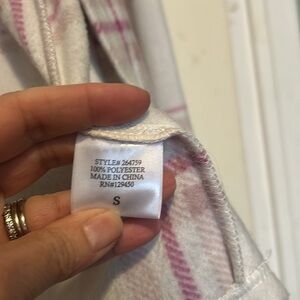 STYLE# 264759
100% POLYESTER
MADE IN CHINA
RN#129450
S